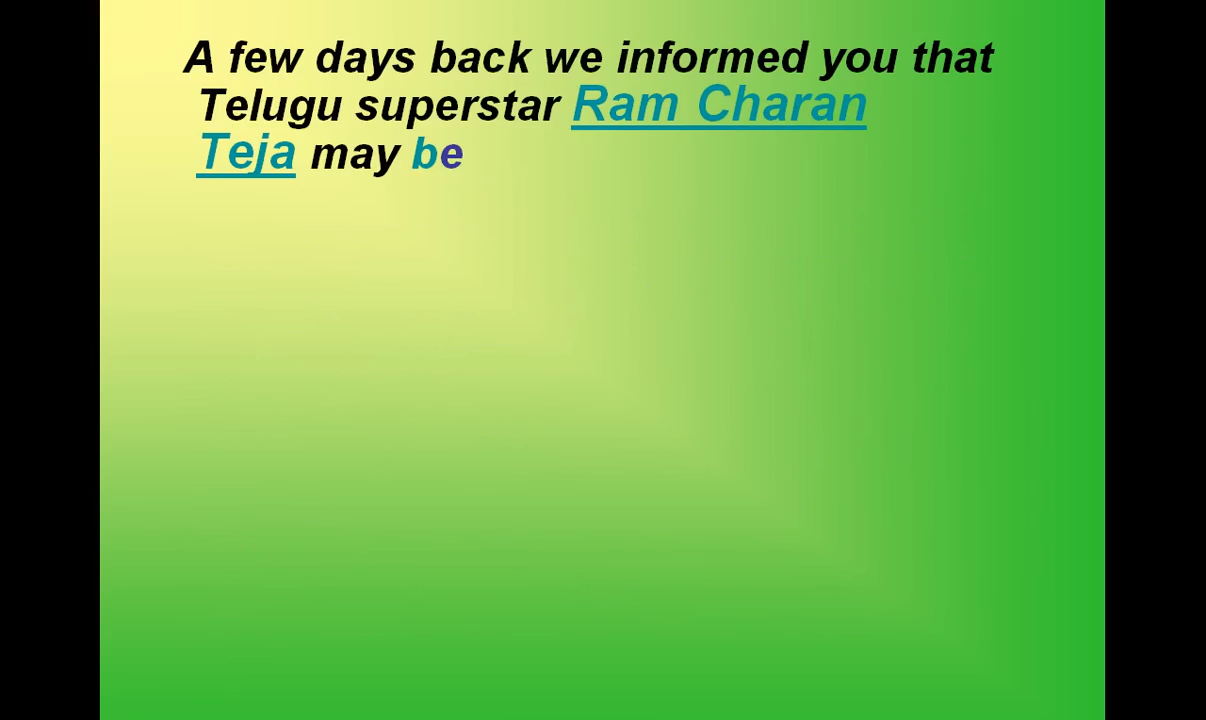 A few days back we informed you that
Telugu superstar Ram Charan
Teja may be